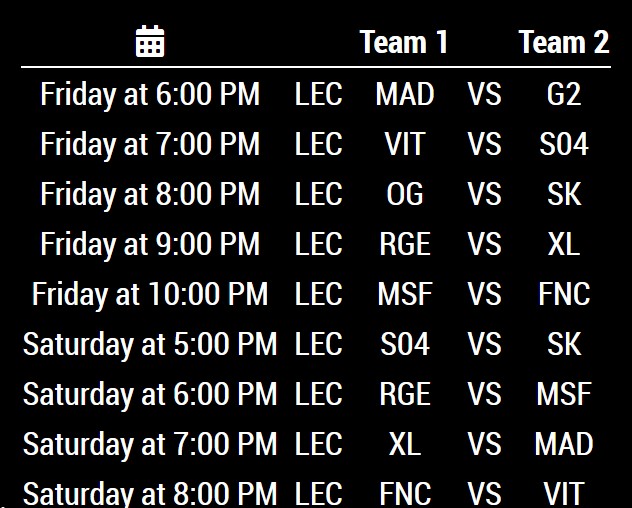 Team 1 Team 2
Friday at 6:00 PM LEC MAD VS G2
Friday at 7:00 PM LEC VIT VS S04
Friday at 8:00 PM LEC OG VS SK
Friday at 9:00 PM LEC RGE VS XL
Friday at 10:00 PM LEC MSF VS FNC
Saturday at 5:00 PM LEC S04 VS SK
Saturday at 6:00 PM LEC RGE VS MSF
Saturday at 7:00 PM LEC XL VS MAD
Saturday at 8:00 PM LEC FNC VS VIT